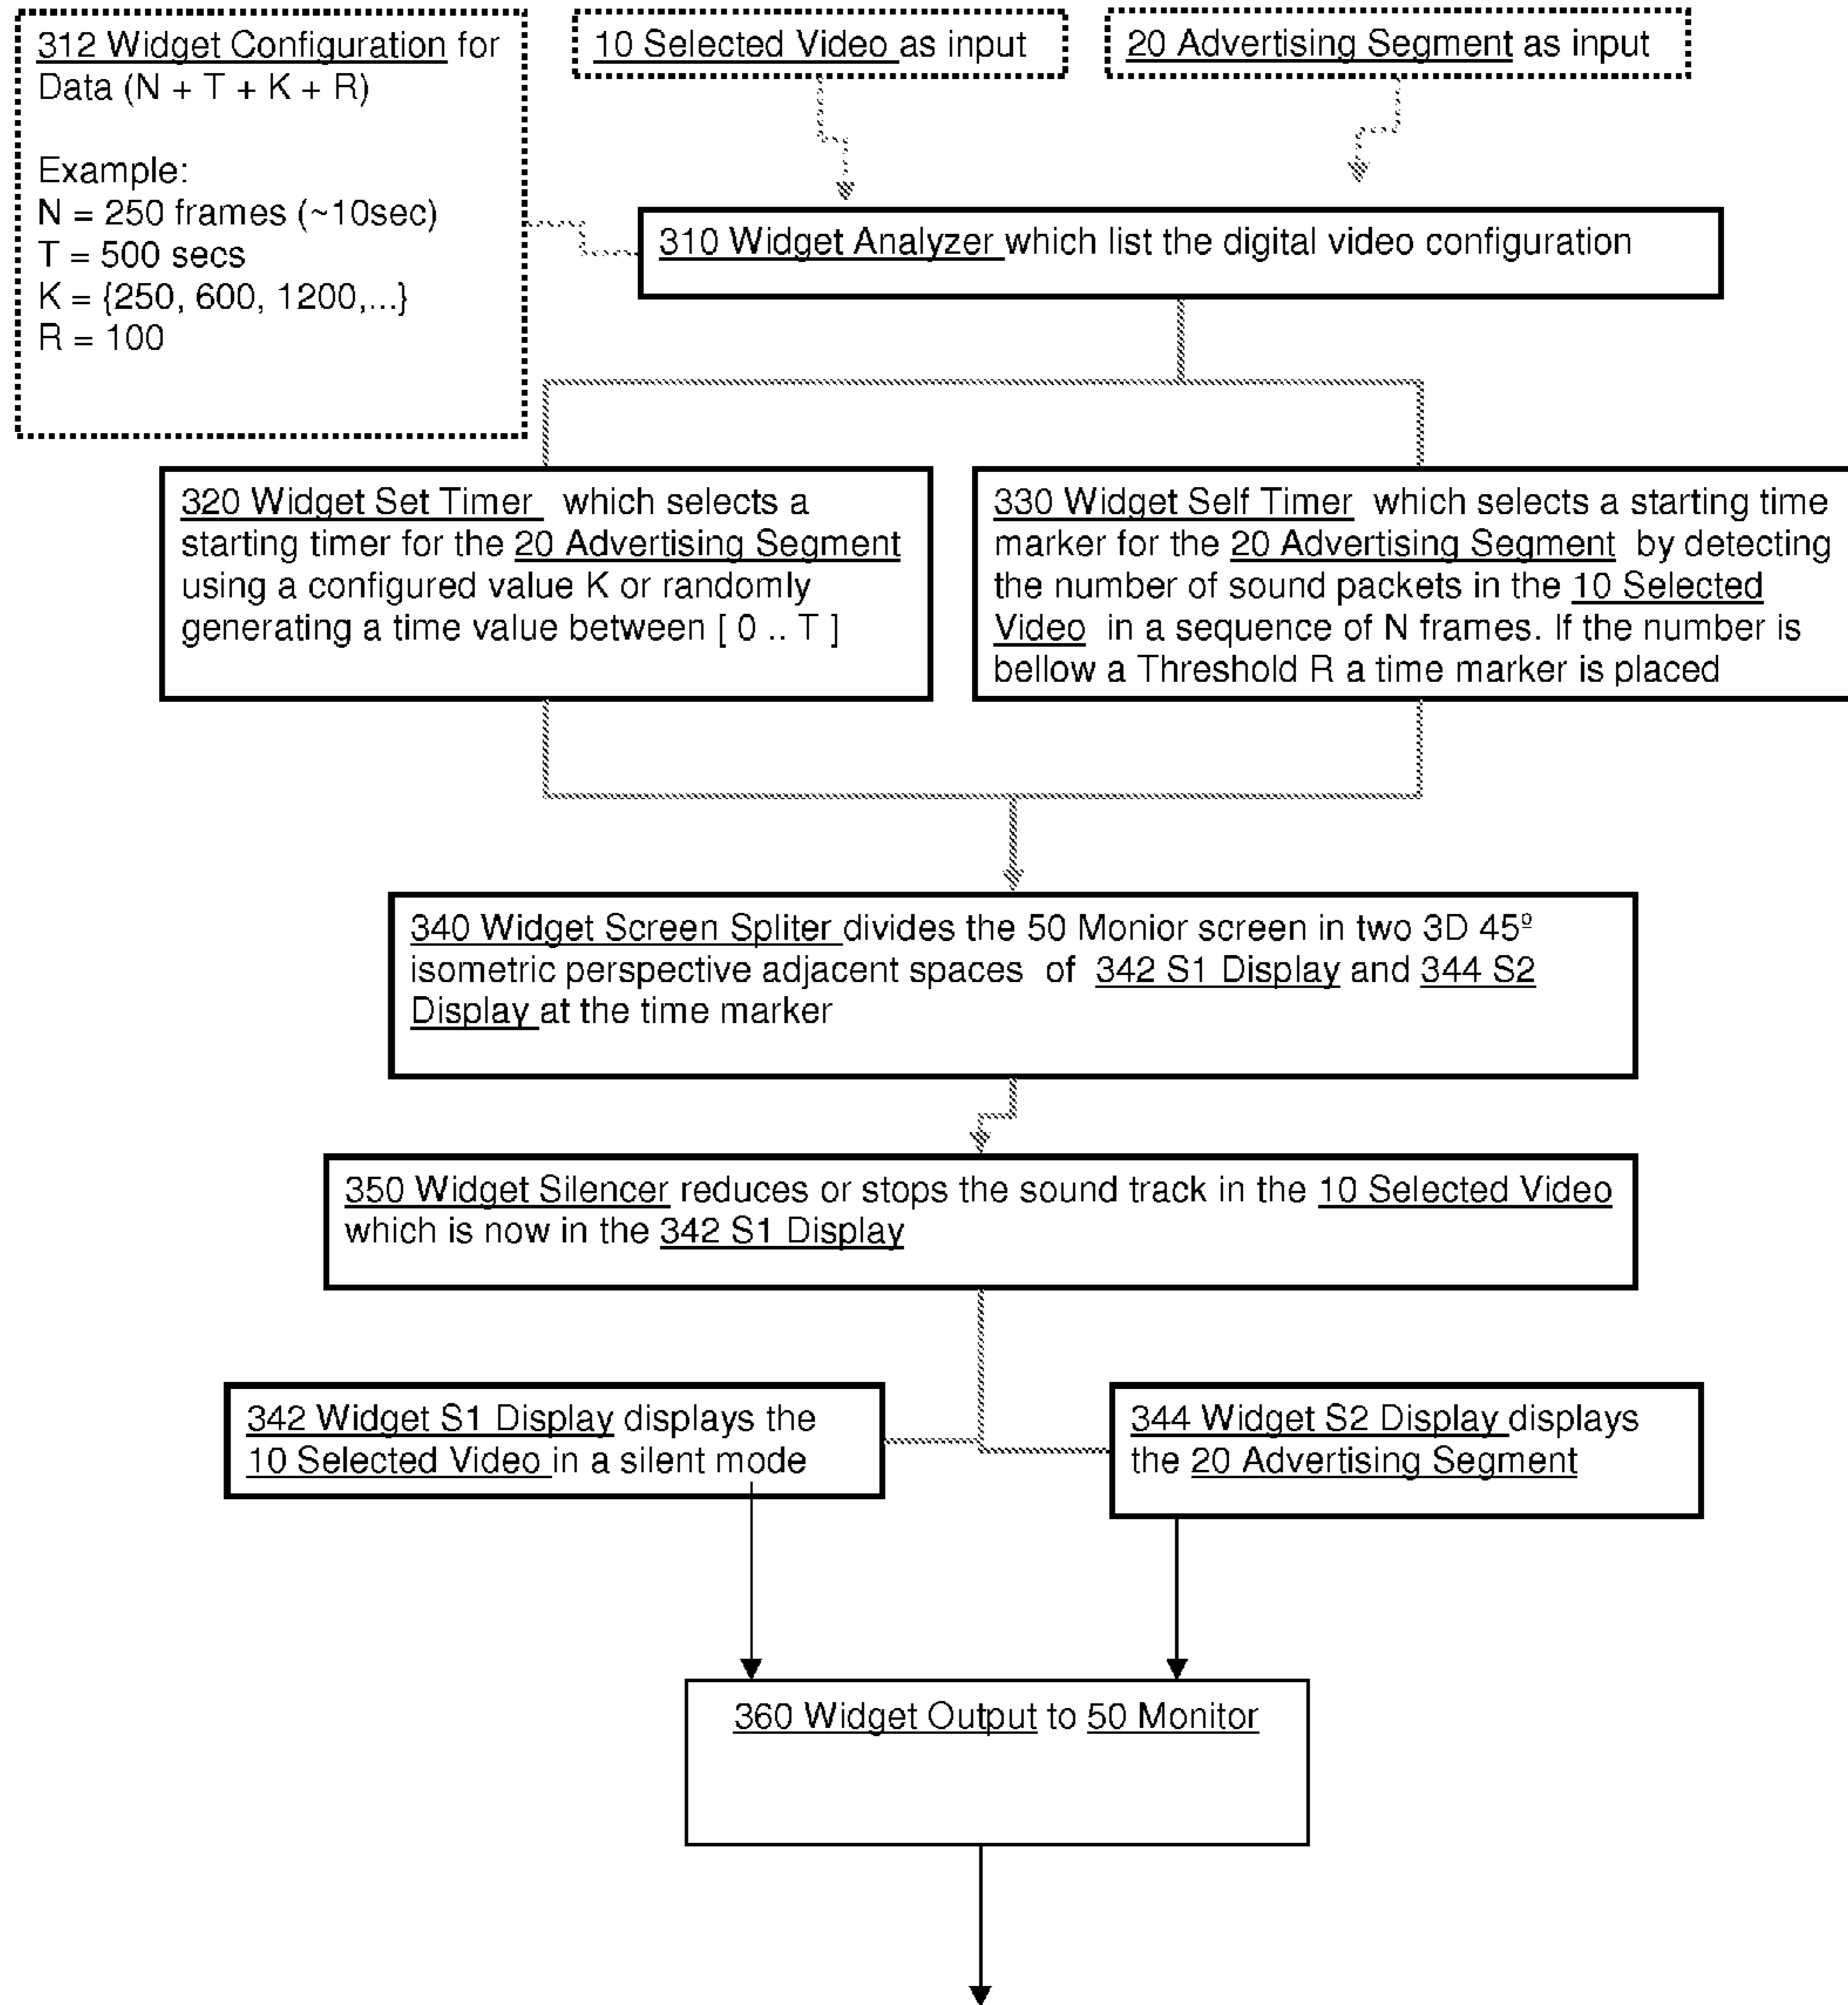 312 Widget Configuration for
Data (N + T + K + R)
Example:
N = 250 frames (~10sec)
T = 500 secs
K = {250, 600, 1200,...}
R = 100
10 Selected Video as input
20 Advertising Segment as input
310 Widget Analyzer which list the digital video configuration
320 Widget Set Timer which selects a
starting timer for the 20 Advertising Segment
using a configured value K or randomly
generating a time value between [ 0 .. T ]
330 Widget Self Timer which selects a starting time
marker for the 20 Advertising Segment by detecting
the number of sound packets in the 10 Selected
Video in a sequence of N frames. If the number is
bellow a Threshold R a time marker is placed
340 Widget Screen Spliter divides the 50 Monior screen in two 3D 45º
isometric perspective adjacent spaces of 342 S1 Display and 344 S2
Display at the time marker
350 Widget Silencer reduces or stops the sound track in the 10 Selected Video
which is now in the 342 S1 Display
342 Widget S1 Display displays the
10 Selected Video in a silent mode
344 Widget S2 Display displays
the 20 Advertising Segment
360 Widget Output to 50 Monitor